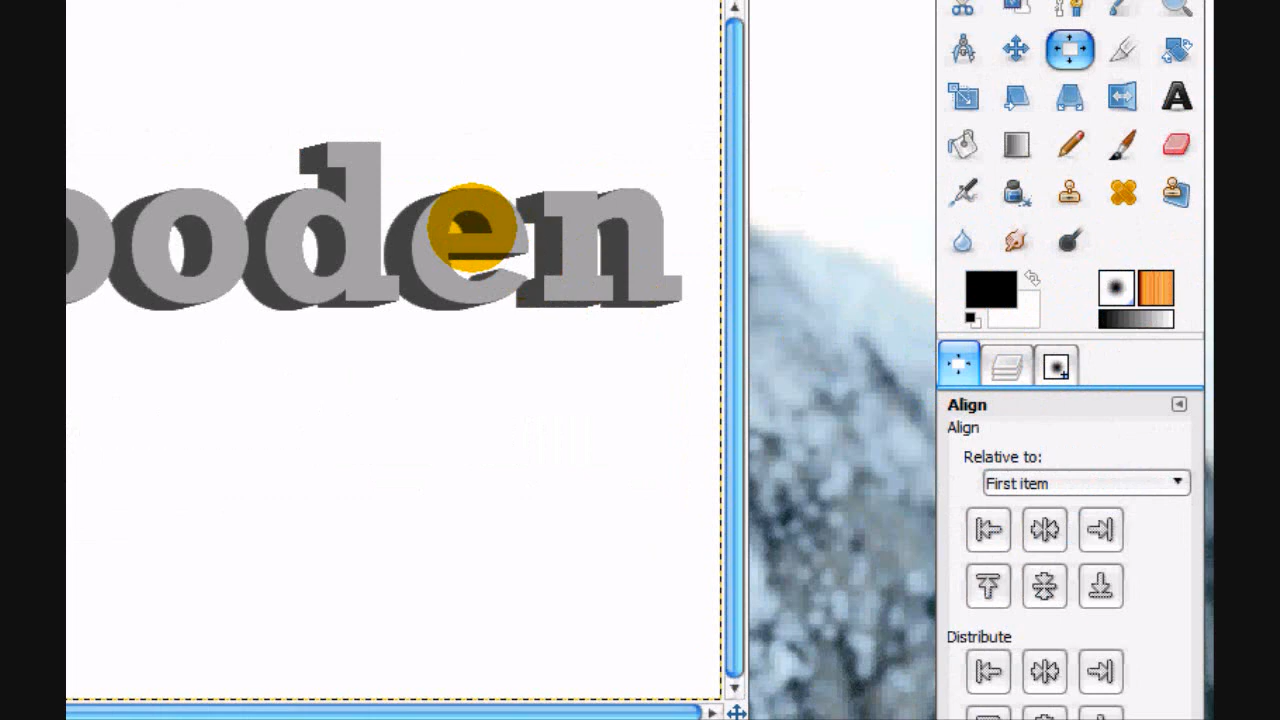 ooden
A
Align
Align
Relative to:
First item
Distribute